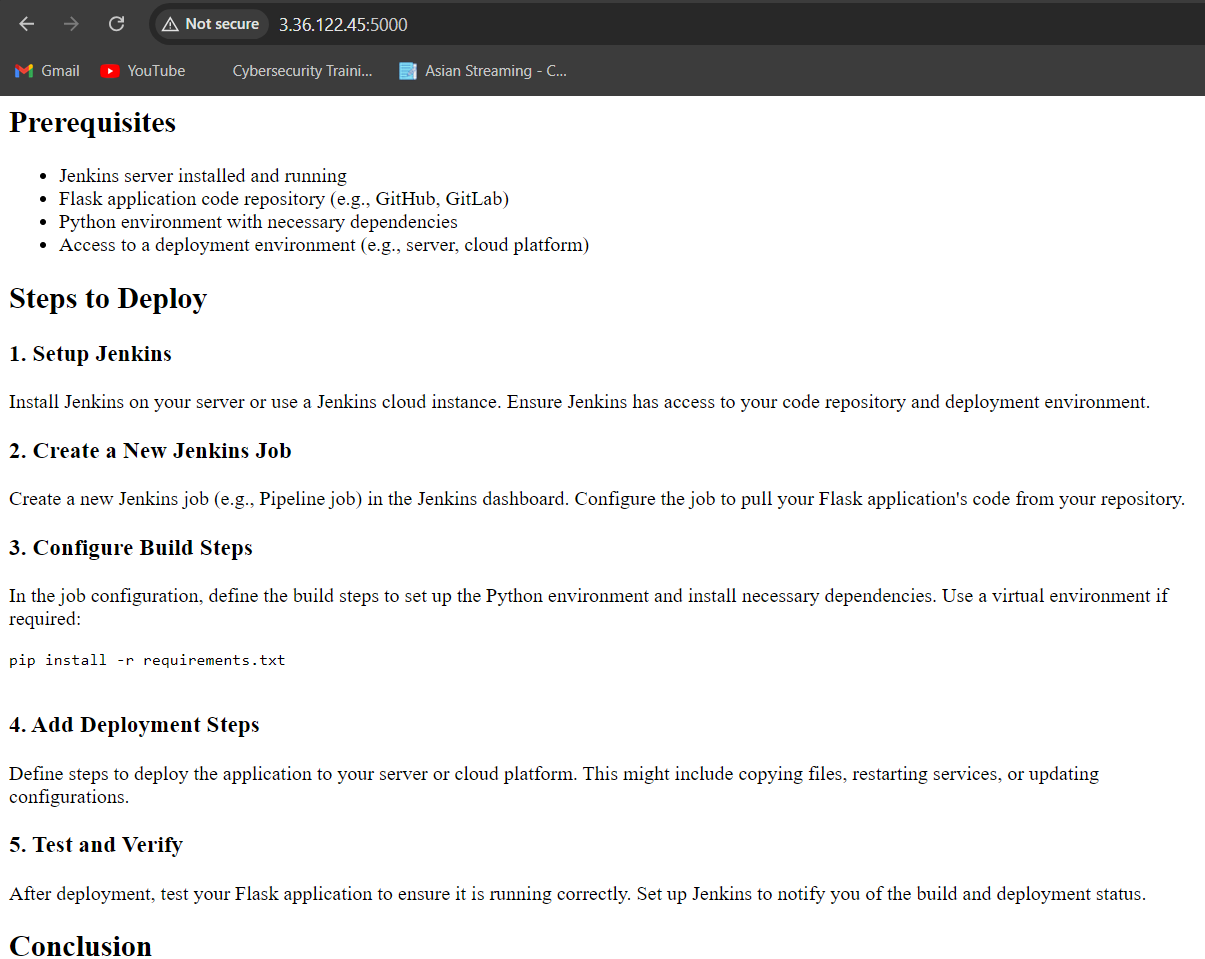 Not secure 3.36.122.45:5000
Gmail YouTube Cybersecurity Traini... Asian Streaming - C...
Prerequisites
• Jenkins server installed and running
• Flask application code repository (e.g., GitHub, GitLab)
• Python environment with necessary dependencies
• Access to a deployment environment (e.g., server, cloud platform)
Steps to Deploy
1. Setup Jenkins
Install Jenkins on your server or use a Jenkins cloud instance. Ensure Jenkins has access to your code repository and deployment environment.
2. Create a New Jenkins Job
Create a new Jenkins job (e.g., Pipeline job) in the Jenkins dashboard. Configure the job to pull your Flask application's code from your repository.
3. Configure Build Steps
In the job configuration, define the build steps to set up the Python environment and install necessary dependencies. Use a virtual environment if
required:
pip install -r requirements.txt
4. Add Deployment Steps
Define steps to deploy the application to your server or cloud platform. This might include copying files, restarting services, or updating
configurations.
5. Test and Verify
After deployment, test your Flask application to ensure it is running correctly. Set up Jenkins to notify you of the build and deployment status.
Conclusion